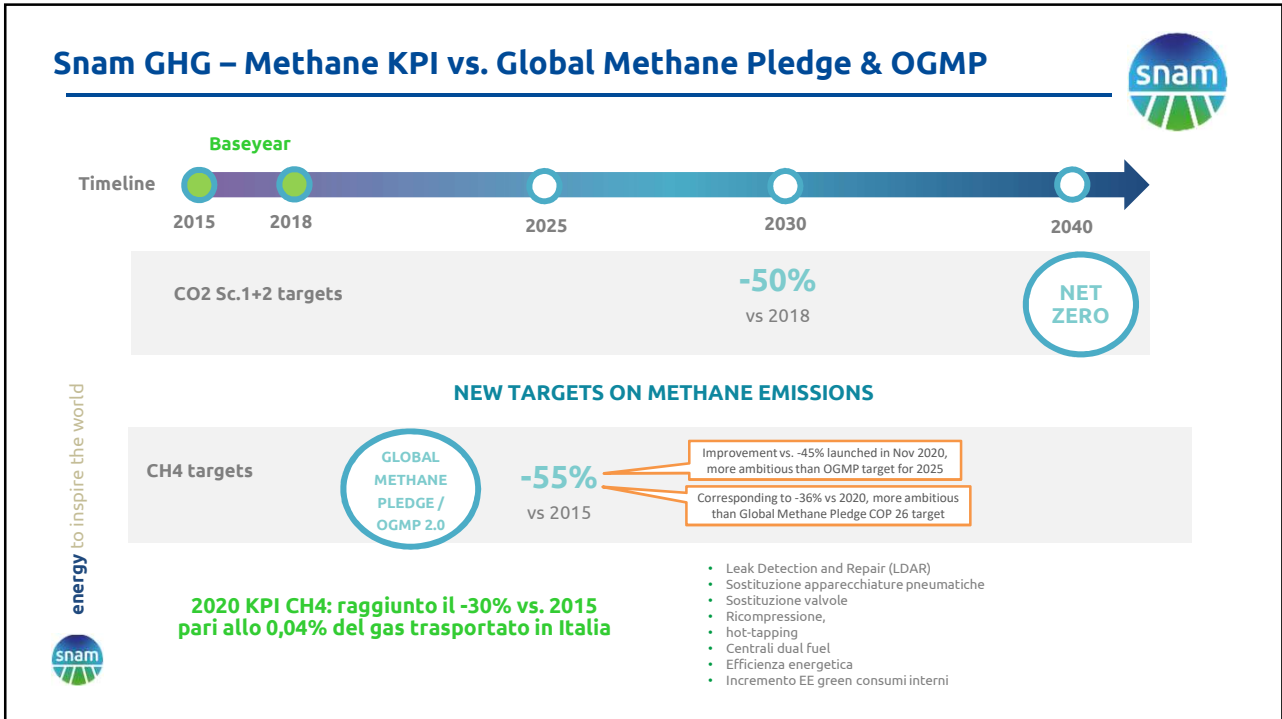 Snam GHG – Methane KPI vs. Global Methane Pledge & OGMP
snam
Baseyear
Timeline
2015
2018
2025
2030
2040
CO2 Sc.1+2 targets
-50%
vs 2018
NET
ZERO
NEW TARGETS ON METHANE EMISSIONS
CH4 targets
GLOBAL
METHANE
PLEDGE /
OGMP 2.0
-55%
vs 2015
Improvement vs. -45% launched in Nov 2020,
more ambitious than OGMP target for 2025
Corresponding to -36% vs 2020, more ambitious
than Global Methane Pledge COP 26 target
2020 KPI CH4: raggiunto il -30% vs. 2015
pari allo 0,04% del gas trasportato in Italia
• Leak Detection and Repair (LDAR)
• Sostituzione apparecchiature pneumatiche
• Sostituzione valvole
• Ricompressione,
• hot-tapping
• Centrali dual fuel
• Efficienza energetica
• Incremento EE green consumi interni
energy to inspire the world
snam